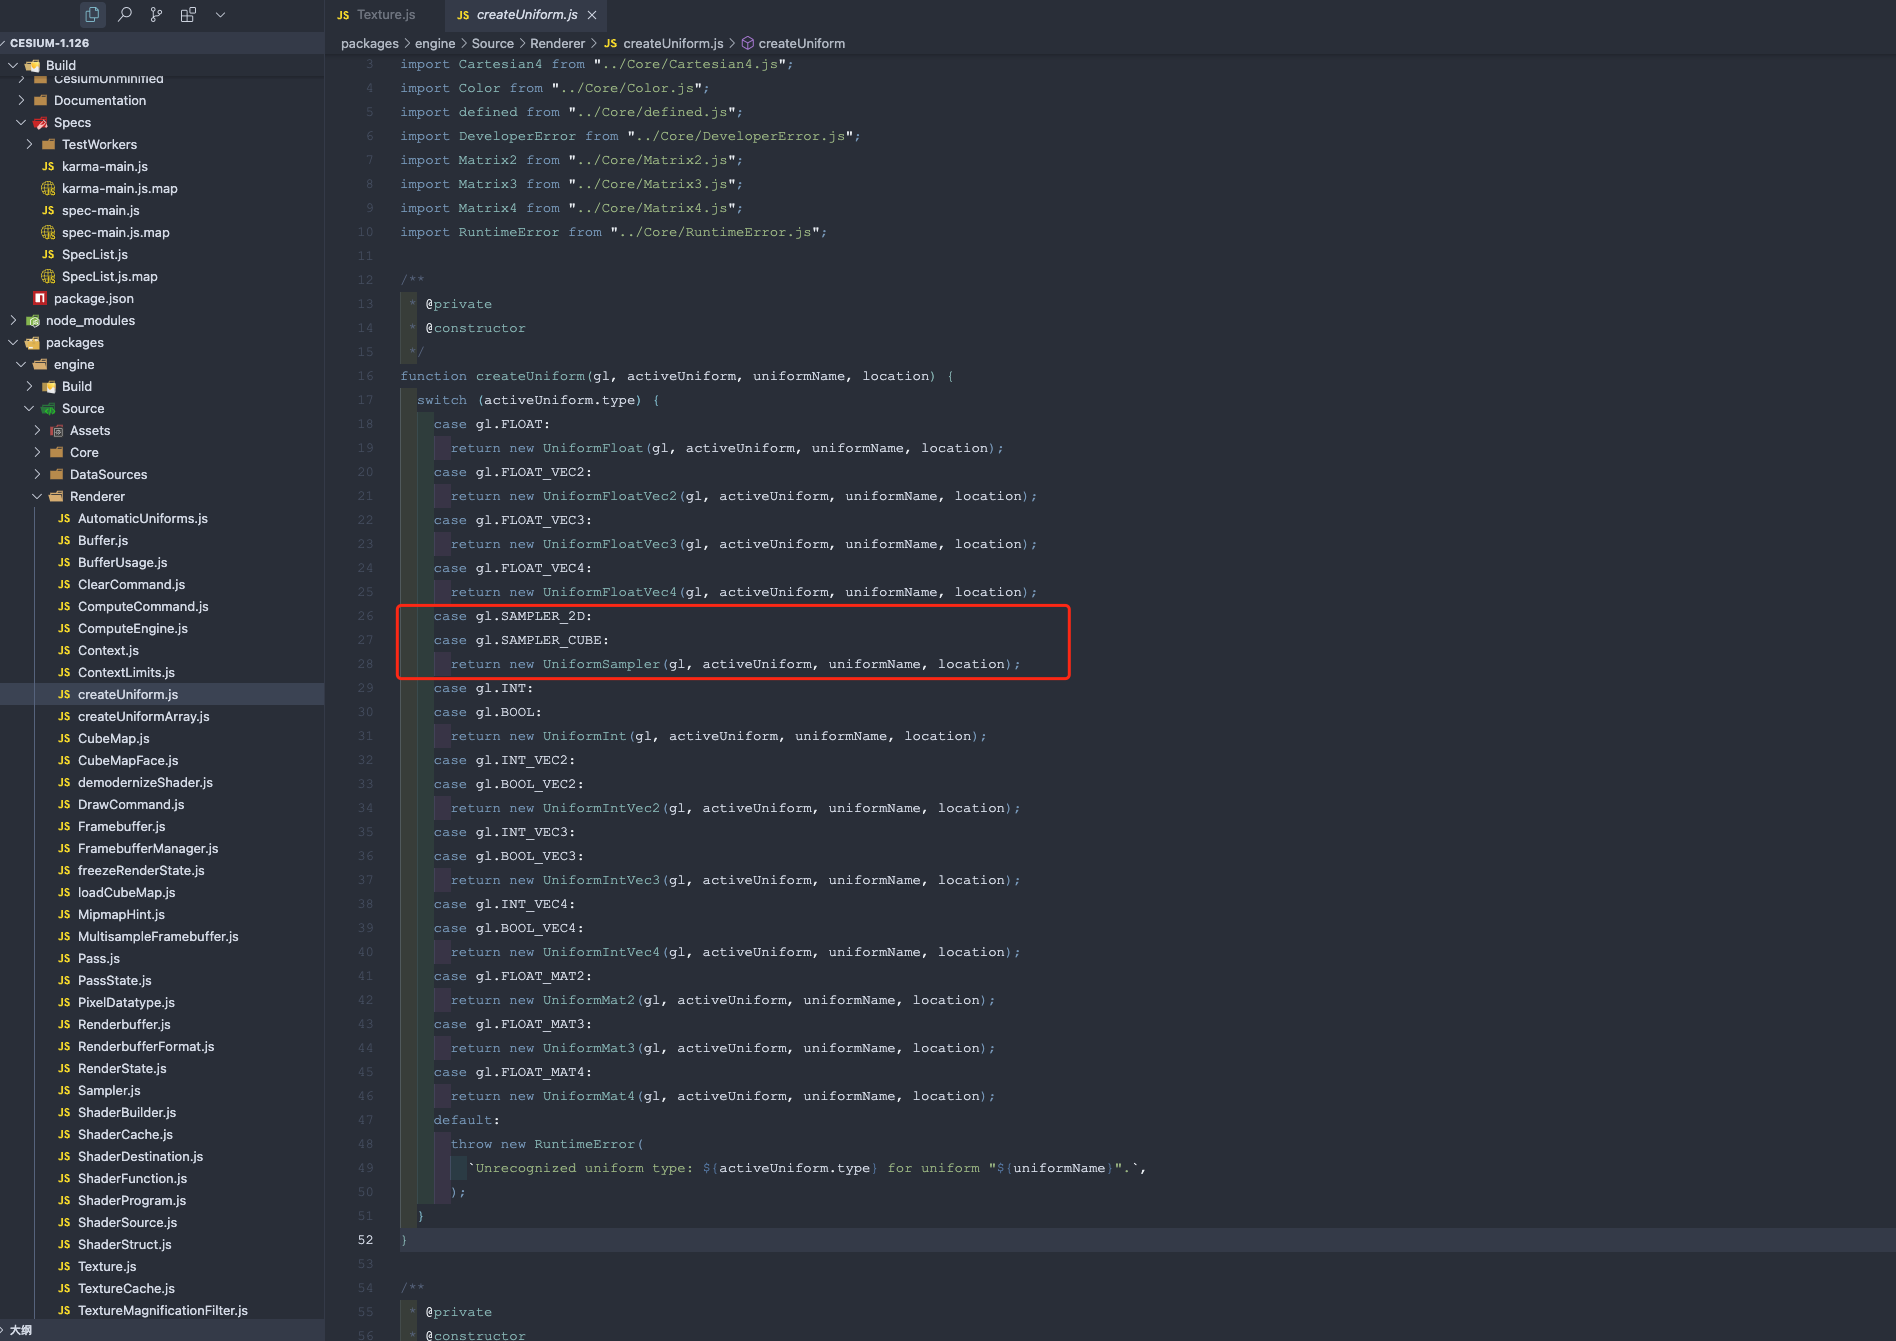 CESIUM-1.126
Build
CesiumUnminified
Documentation
Specs
TestWorkers
JS karma-main.js
karma-main.js.map
JS spec-main.js
spec-main.js.map
JS SpecList.js
SpecList.js.map
package.json
node_modules
packages
engine
Build
Source
Assets
Core
DataSources
Renderer
JS AutomaticUniforms.js
JS Buffer.js
JS BufferUsage.js
JS ClearCommand.js
JS ComputeCommand.js
JS ComputeEngine.js
JS Context.js
JS ContextLimits.js
JS createUniform.js
JS createUniformArray.js
JS CubeMap.js
JS CubeMapFace.js
JS demodernizeShader.js
JS DrawCommand.js
JS Framebuffer.js
JS FramebufferManager.js
JS freezeRenderState.js
JS loadCubeMap.js
JS MipmapHint.js
JS MultisampleFramebuffer.js
JS Pass.js
JS PassState.js
JS PixelDatatype.js
JS Renderbuffer.js
JS RenderbufferFormat.js
JS RenderState.js
JS Sampler.js
JS ShaderBuilder.js
JS ShaderCache.js
JS ShaderDestination.js
JS ShaderFunction.js
JS ShaderProgram.js
JS ShaderSource.js
JS ShaderStruct.js
JS Texture.js
JS TextureCache.js
JS TextureMagnificationFilter.js
大纲
JS Texture.js JS createUniform.js
packages > engine > Source > Renderer > JS createUniform.js > createUniform
3 import Cartesian4 from "../Core/Cartesian4.js";
4 import Color from "../Core/Color.js";
5 import defined from "../Core/defined.js";
6 import DeveloperError from "../Core/DeveloperError.js";
7 import Matrix2 from "../Core/Matrix2.js";
8 import Matrix3 from "../Core/Matrix3.js";
9 import Matrix4 from "../Core/Matrix4.js";
10 import RuntimeError from "../Core/RuntimeError.js";
11
12 /**
13 * @private
14 * @constructor
15 */
16 function createUniform(gl, activeUniform, uniformName, location) {
17 switch (activeUniform.type) {
18 case gl.FLOAT:
19 return new UniformFloat(gl, activeUniform, uniformName, location);
20 case gl.FLOAT_VEC2:
21 return new UniformFloatVec2(gl, activeUniform, uniformName, location);
22 case gl.FLOAT_VEC3:
23 return new UniformFloatVec3(gl, activeUniform, uniformName, location);
24 case gl.FLOAT_VEC4:
25 return new UniformFloatVec4(gl, activeUniform, uniformName, location);
26 case gl.SAMPLER_2D:
27 case gl.SAMPLER_CUBE:
28 return new UniformSampler(gl, activeUniform, uniformName, location);
29 case gl.INT:
30 case gl.BOOL:
31 return new UniformInt(gl, activeUniform, uniformName, location);
32 case gl.INT_VEC2:
33 case gl.BOOL_VEC2:
34 return new UniformIntVec2(gl, activeUniform, uniformName, location);
35 case gl.INT_VEC3:
36 case gl.BOOL_VEC3:
37 return new UniformIntVec3(gl, activeUniform, uniformName, location);
38 case gl.INT_VEC4:
39 case gl.BOOL_VEC4:
40 return new UniformIntVec4(gl, activeUniform, uniformName, location);
41 case gl.FLOAT_MAT2:
42 return new UniformMat2(gl, activeUniform, uniformName, location);
43 case gl.FLOAT_MAT3:
44 return new UniformMat3(gl, activeUniform, uniformName, location);
45 case gl.FLOAT_MAT4:
46 return new UniformMat4(gl, activeUniform, uniformName, location);
47 default:
48 throw new RuntimeError(
49 `Unrecognized uniform type: ${activeUniform.type} for uniform "${uniformName}".`,
50 );
51 }
52 }
53
54 /**
55 * @private
56 * @constructor